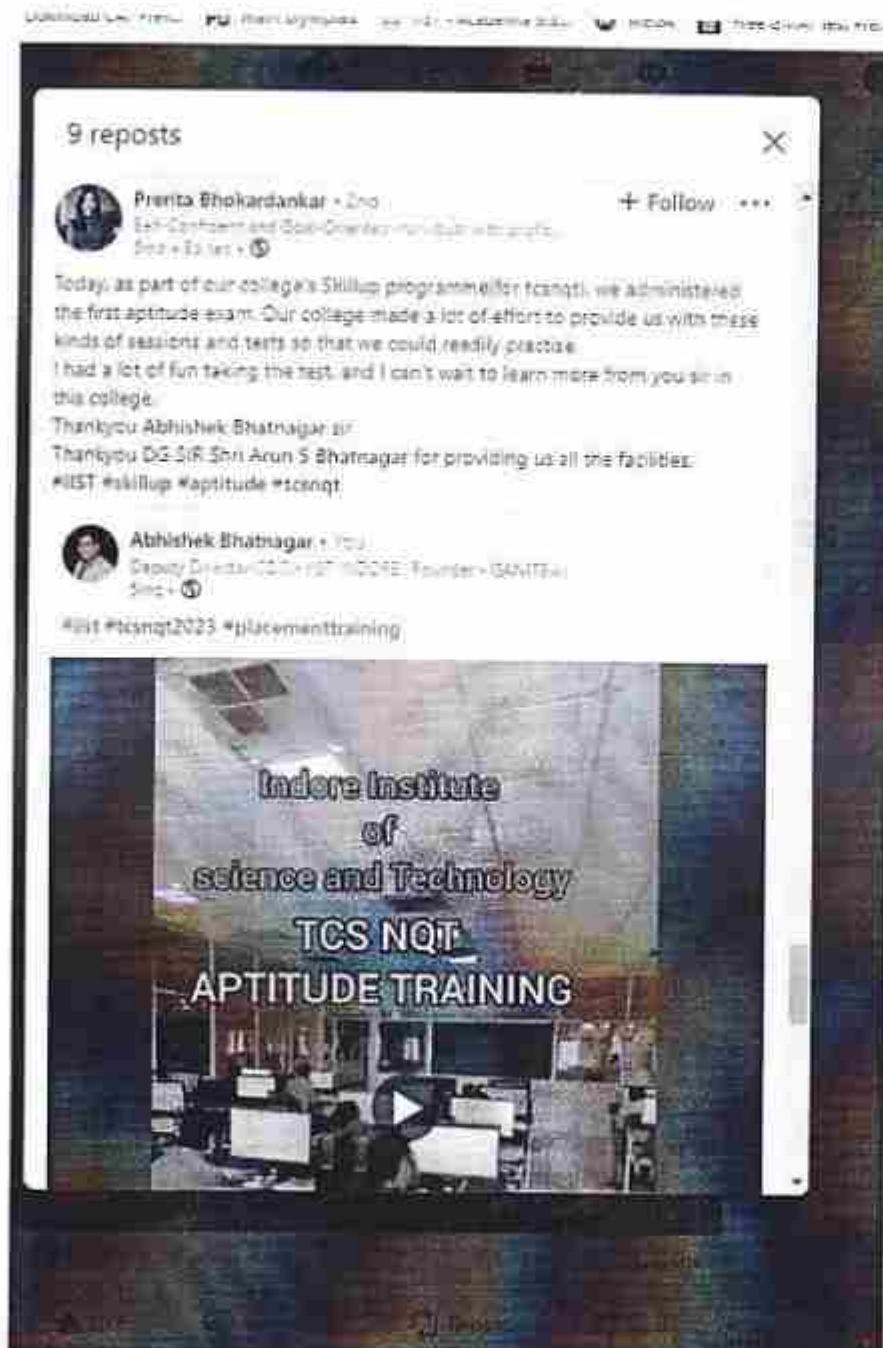 9 reposts
Prerita Bhokardankar • 2nd
+ Follow •••
5mo • Edited •
Today, as part of our college's Skillup programme(for tcsnqt), we administered
the first aptitude exam. Our college made a lot of effort to provide us with these
kinds of sessions and tests so that we could readily practise.
I had a lot of fun taking the test, and I can't wait to learn more from you sir in
this college.
Thankyou Abhishek Bhatnagar sir
Thankyou DG SIR Shri Arun S Bhatnagar for providing us all the facilities.
#IIST #skillup #aptitude #tcsnqt
Abhishek Bhatnagar • You
5mo •
#iist #tcsnqt2023 #placementtraining
Indore Institute
of
science and Technology
TCS NQT
APTITUDE TRAINING